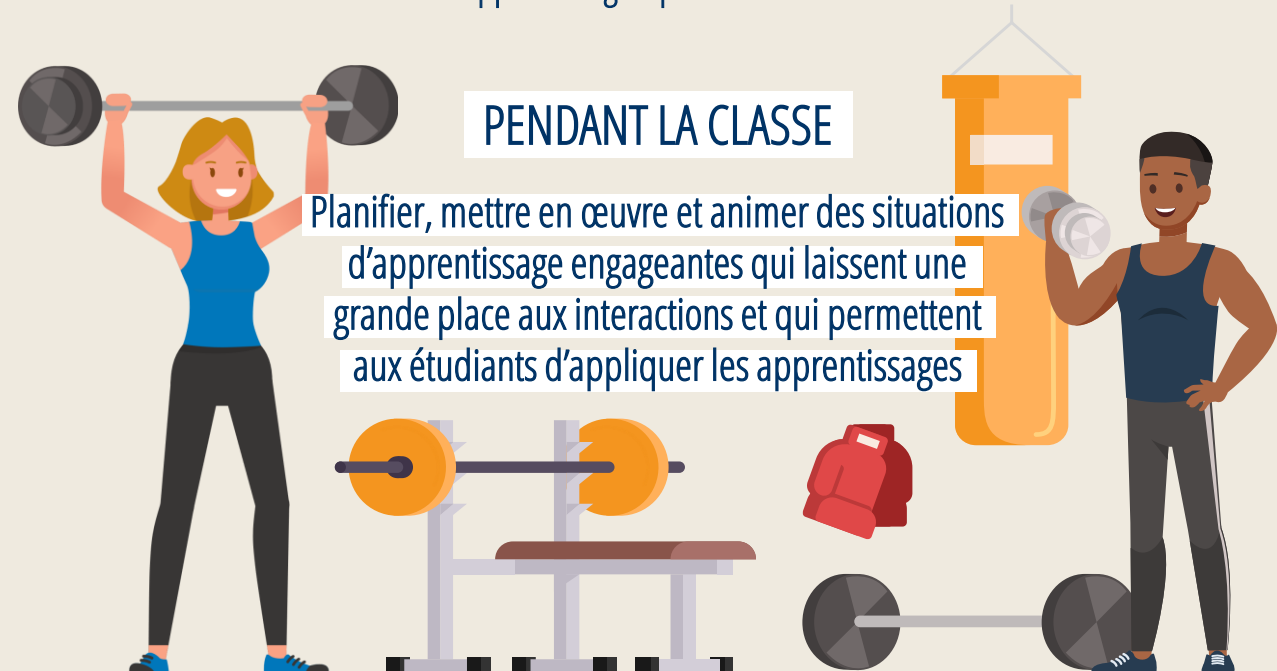 PENDANT LA CLASSE
Planifier, mettre en œuvre et animer des situations
d’apprentissage engageantes qui laissent une
grande place aux interactions et qui permettent
aux étudiants d’appliquer les apprentissages